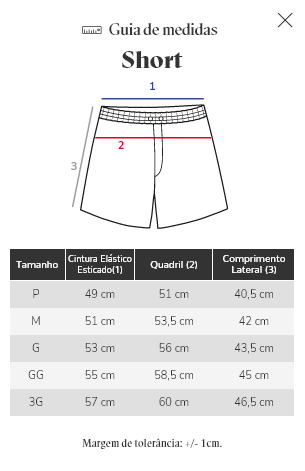 Guia de medidas
Short
1
2
3
Tamanho Cintura Elástico Esticado(1) Quadril (2) Comprimento Lateral (3)
P 49 cm 51 cm 40,5 cm
M 51 cm 53,5 cm 42 cm
G 53 cm 56 cm 43,5 cm
GG 55 cm 58,5 cm 45 cm
3G 57 cm 60 cm 46,5 cm
Margem de tolerância: +/- 1cm.